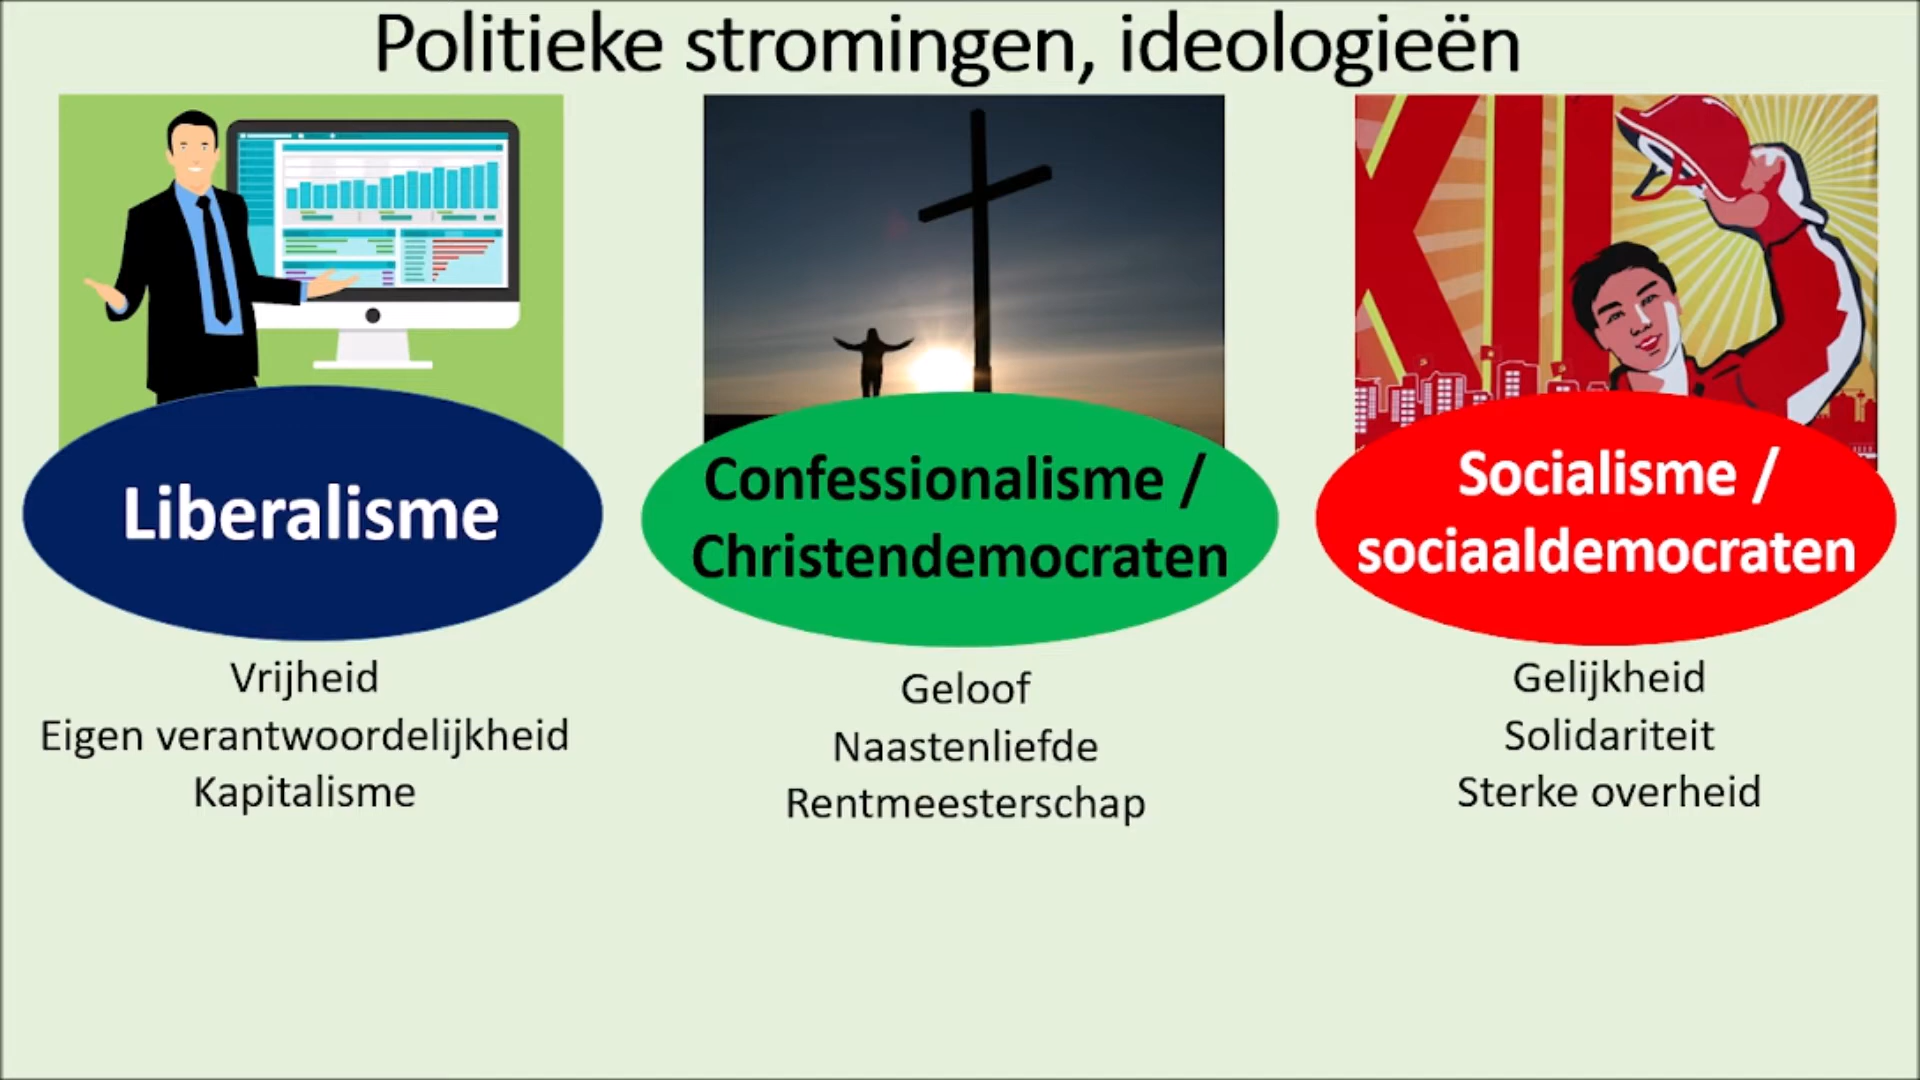 Politieke stromingen, ideologieën
Liberalisme
Vrijheid
Eigen verantwoordelijkheid
Kapitalisme
Confessionalisme /
Christendemocraten
Geloof
Naastenliefde
Rentmeesterschap
Socialisme /
sociaaldemocraten
Gelijkheid
Solidariteit
Sterke overheid